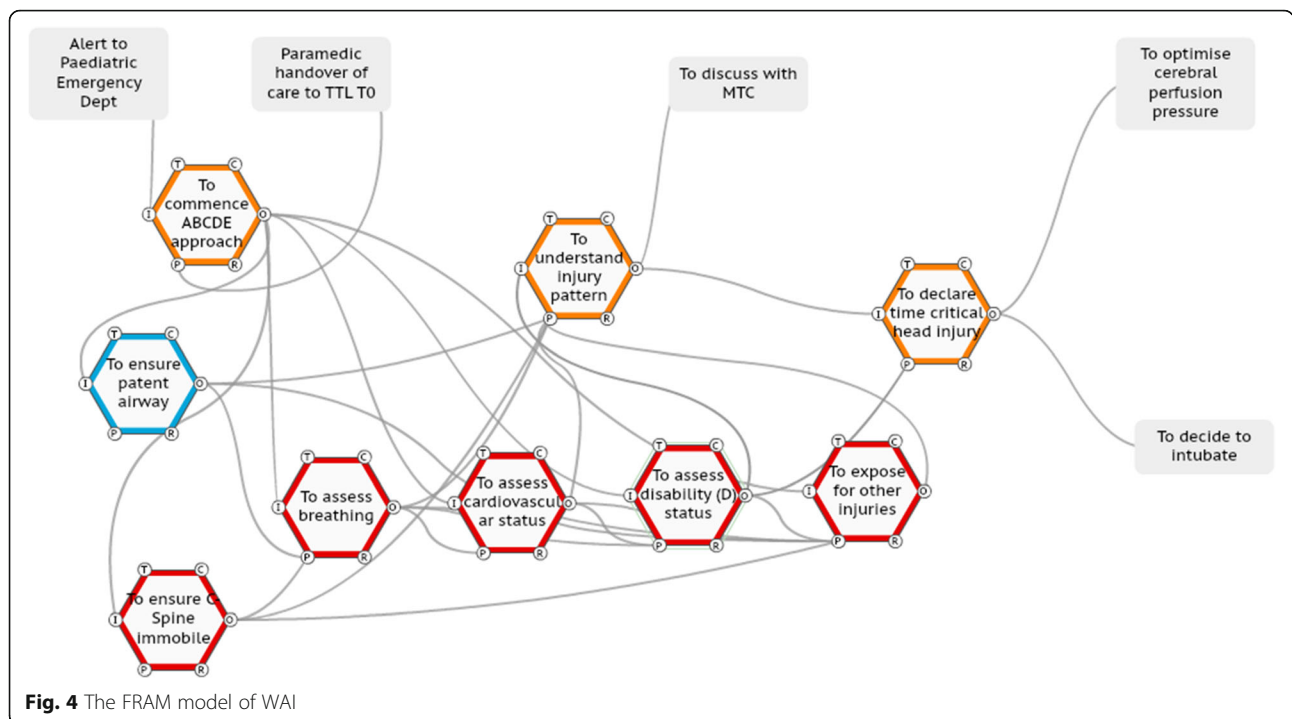 Alert to
Paediatric
Emergency
Dept
Paramedic
handover of
care to TTL T0
To discuss with
MTC
To optimise
cerebral
perfusion
pressure
T C
To
commence
ABCDE
approach
I O
P R
T C
To
understand
injury
pattern
I O
P R
T C
To declare
time critical
head injury
I O
P R
T C
To ensure
patent
airway
I O
P R
To decide to
intubate
T C
To assess
breathing
I O
P R
T C
To assess
cardiovascul
ar status
I O
P R
T C
To assess
disability (D)
status
I O
P R
T C
To expose
for other
injuries
I O
P R
T C
To ensure C-
Spine
immobile
I O
P R
Fig. 4 The FRAM model of WAI